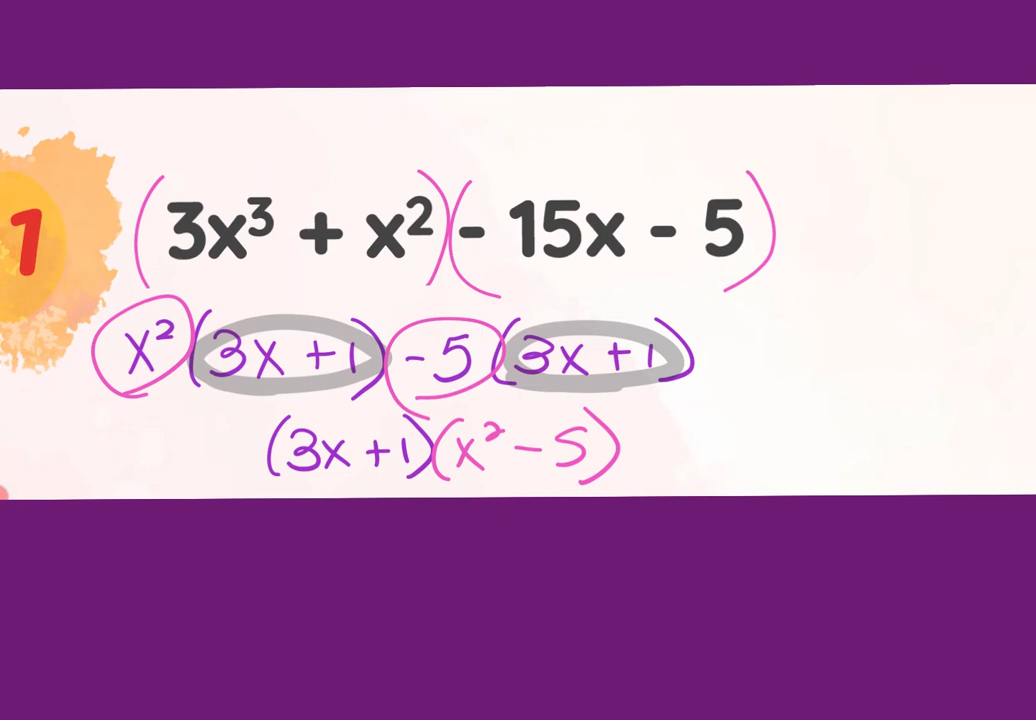 1 (3x³ + x²)(- 15x - 5)
x²(3x + 1) - 5(3x + 1)
(3x + 1)(x² - 5)